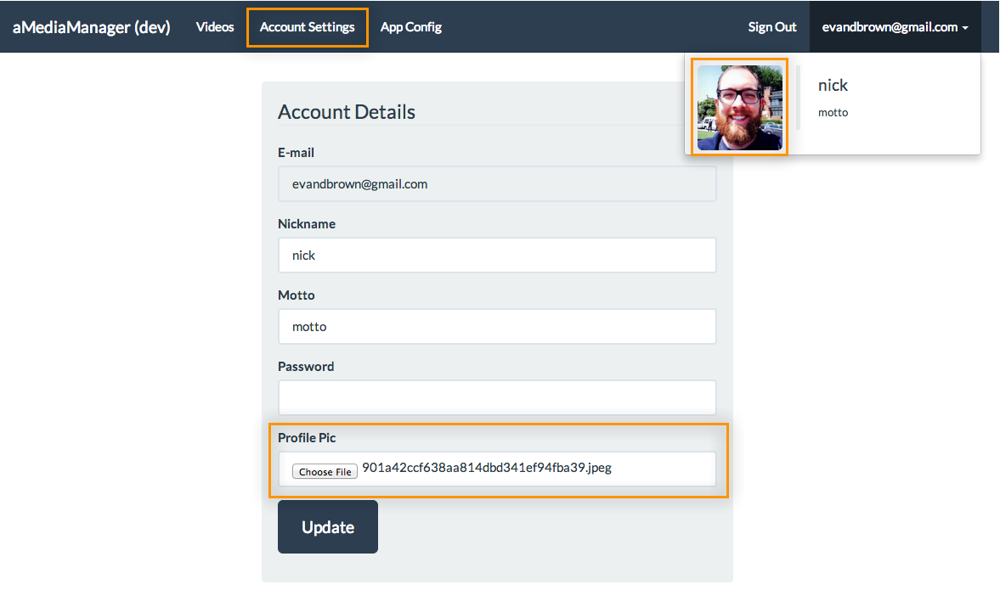 aMediaManager (dev) Videos Account Settings App Config Sign Out evandbrown@gmail.com
nick
motto
Account Details
E-mail
evandbrown@gmail.com
Nickname
nick
Motto
motto
Password
Profile Pic
Choose File 901a42ccf638aa814dbd341ef94fba39.jpeg
Update